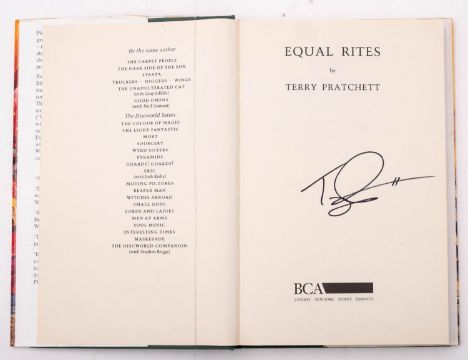 By the same author
THE CARPET PEOPLE
THE DARK SIDE OF THE SUN
STRATA
TRUCKERS · DIGGERS · WINGS
THE UNADULTERATED CAT
(with Gray Jolliffe)
GOOD OMENS
(with Neil Gaiman)
The Discworld Series:
THE COLOUR OF MAGIC
THE LIGHT FANTASTIC
MORT
SOURCERY
WYRD SISTERS
PYRAMIDS
GUARDS! GUARDS!
ERIC
(with Josh Kirby)
MOVING PICTURES
REAPER MAN
WITCHES ABROAD
SMALL GODS
LORDS AND LADIES
MEN AT ARMS
SOUL MUSIC
INTERESTING TIMES
MASKERADE
THE DISCWORLD COMPANION
(with Stephen Briggs)
EQUAL RITES
by
TERRY PRATCHETT
BCA
LONDON NEW YORK SYDNEY TORONTO